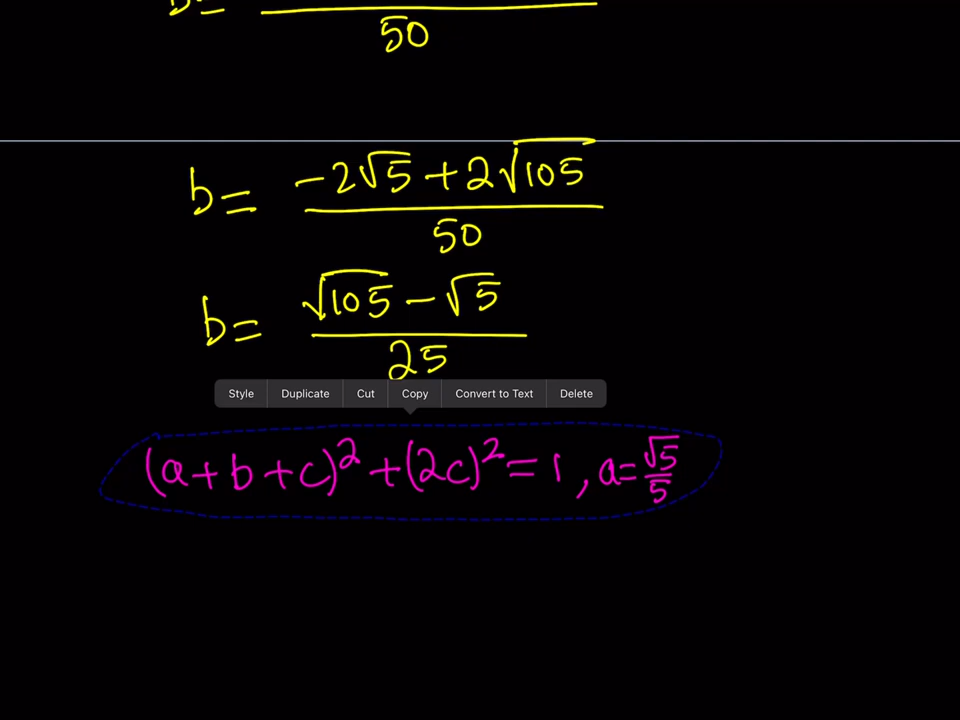 b=
50
b= (-2√5+2√105)/50
b= (√105-√5)/25
Style Duplicate Cut Copy Convert to Text Delete
(a+b+c)²+(2c)²=1, a=√5/5